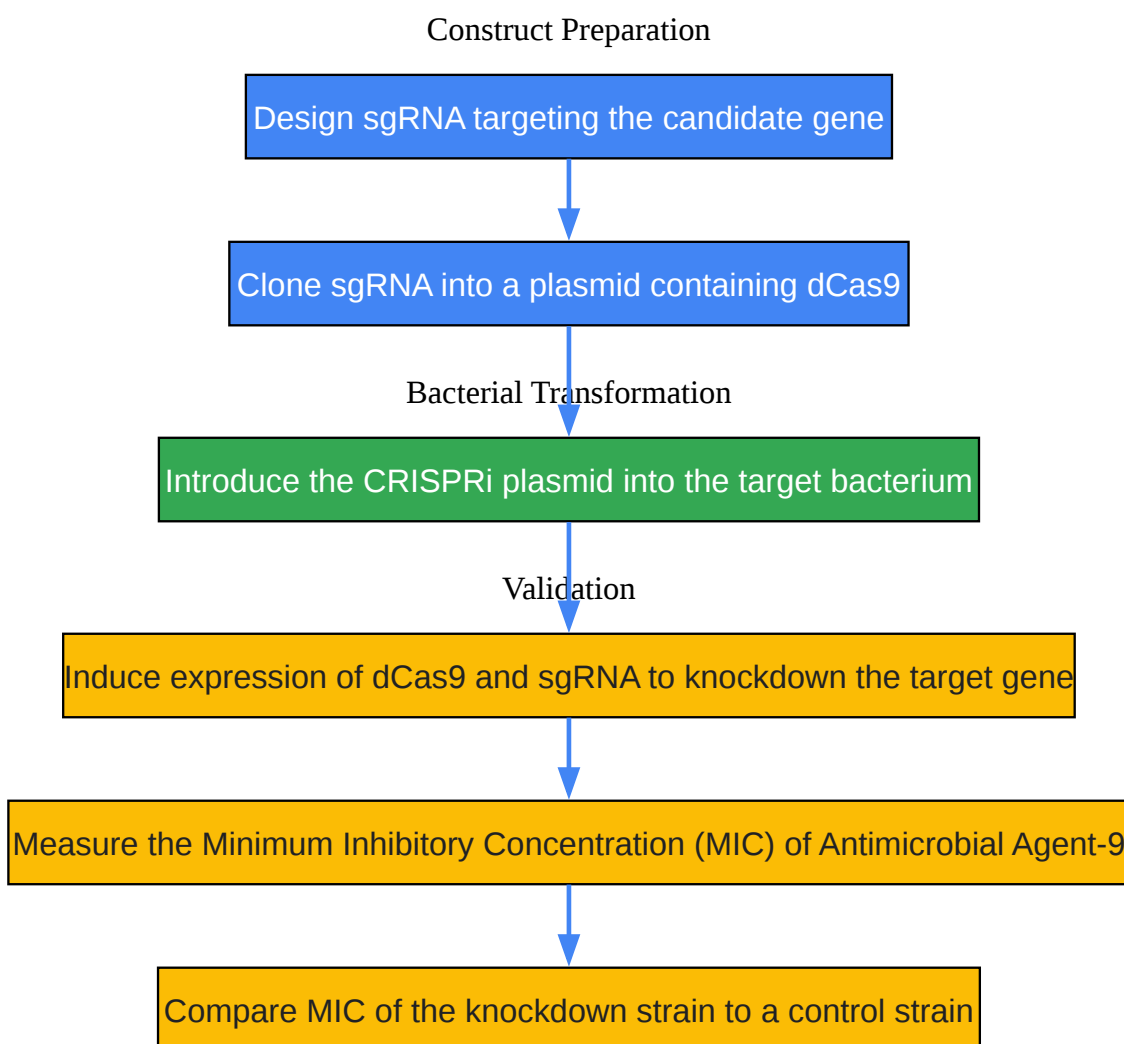 Construct Preparation
Design sgRNA targeting the candidate gene
Clone sgRNA into a plasmid containing dCas9
Bacterial Transformation
Introduce the CRISPRi plasmid into the target bacterium
Validation
Induce expression of dCas9 and sgRNA to knockdown the target gene
Measure the Minimum Inhibitory Concentration (MIC) of Antimicrobial Agent-9
Compare MIC of the knockdown strain to a control strain